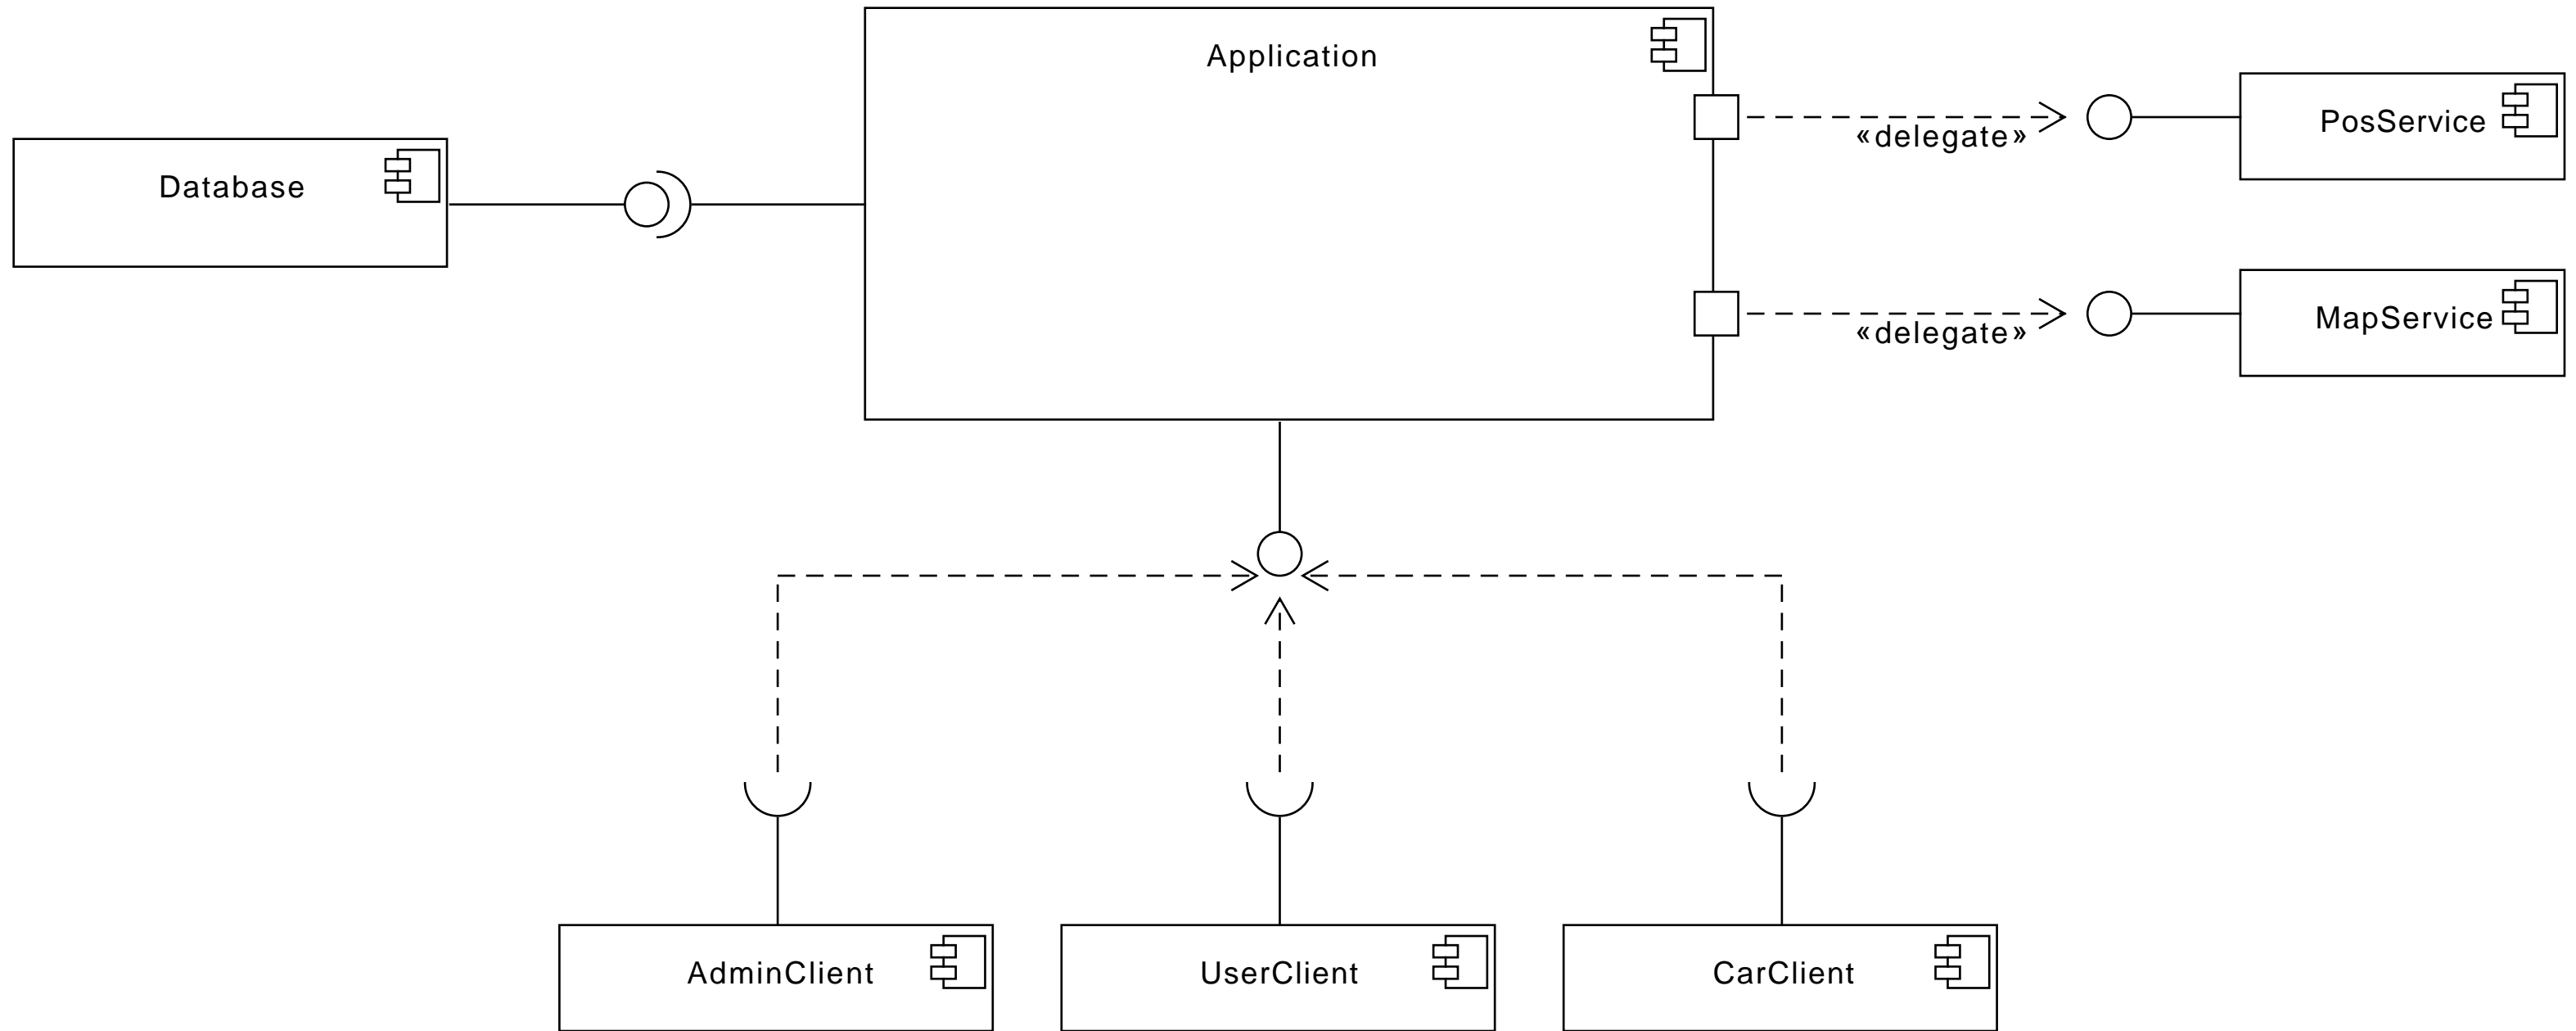 Application
PosService
«delegate»
Database
MapService
«delegate»
AdminClient
UserClient
CarClient